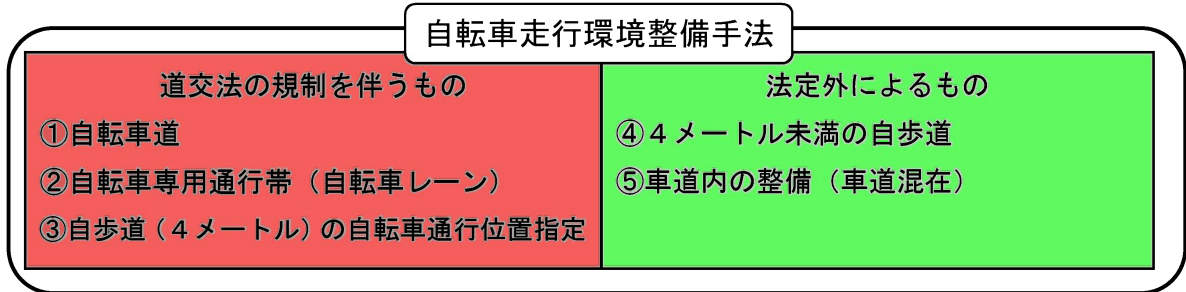 自転車走行環境整備手法
道交法の規制を伴うもの
①自転車道
②自転車専用通行帯（自転車レーン）
③自歩道（４メートル）の自転車通行位置指定
法定外によるもの
④４メートル未満の自歩道
⑤車道内の整備（車道混在）